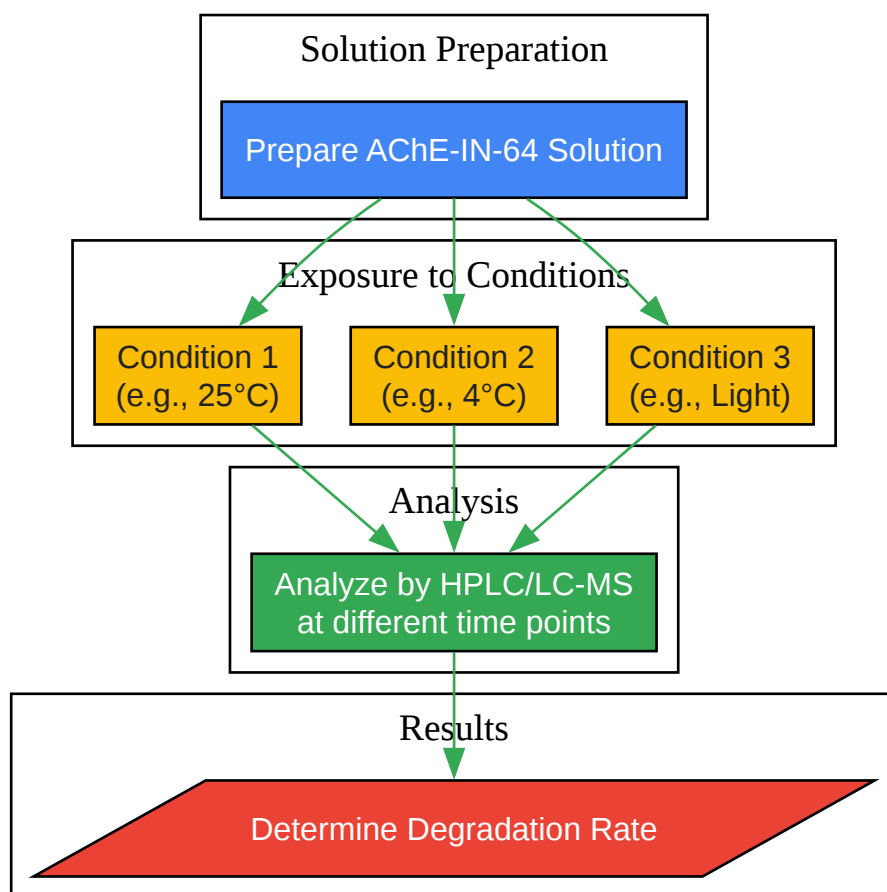 Solution Preparation
Prepare AChE-IN-64 Solution
Exposure to Conditions
Condition 1
(e.g., 25°C)
Condition 2
(e.g., 4°C)
Condition 3
(e.g., Light)
Analysis
Analyze by HPLC/LC-MS
at different time points
Results
Determine Degradation Rate